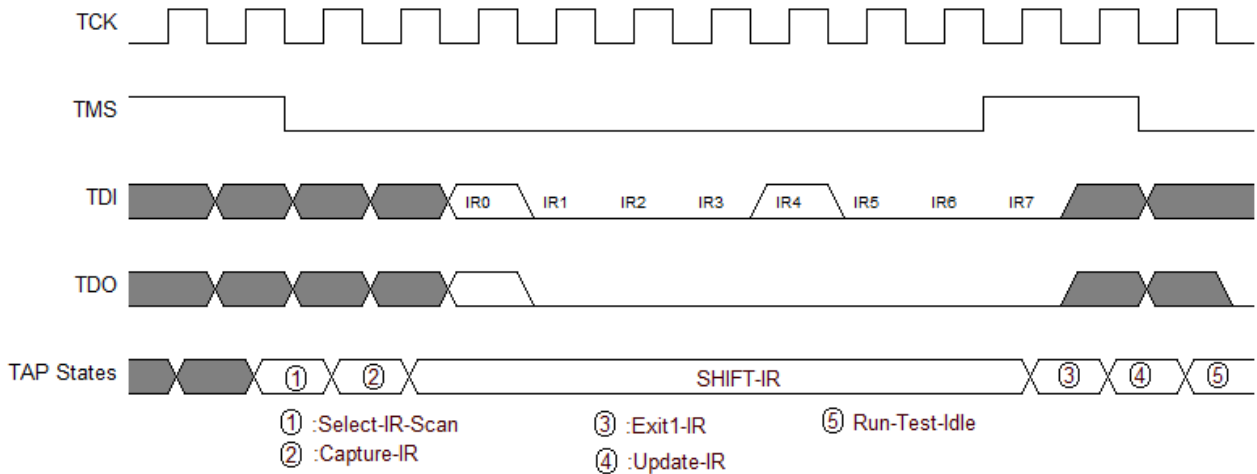 TCK
TMS
TDI IR0 IR1 IR2 IR3 IR4 IR5 IR6 IR7
TDO
TAP States ① ② SHIFT-IR ③ ④ ⑤
① :Select-IR-Scan ③ :Exit1-IR ⑤ Run-Test-Idle
② :Capture-IR ④ :Update-IR